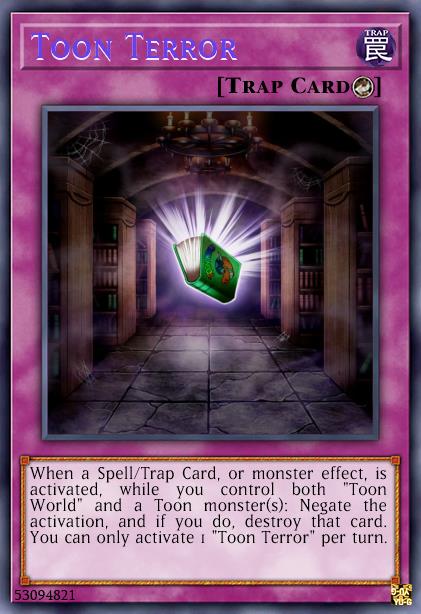 Toon Terror
TRAP
罠
[Trap Card]
When a Spell/Trap Card, or monster effect, is
activated, while you control both "Toon
World" and a Toon monster(s): Negate the
activation, and if you do, destroy that card.
You can only activate 1 "Toon Terror" per turn.
53094821